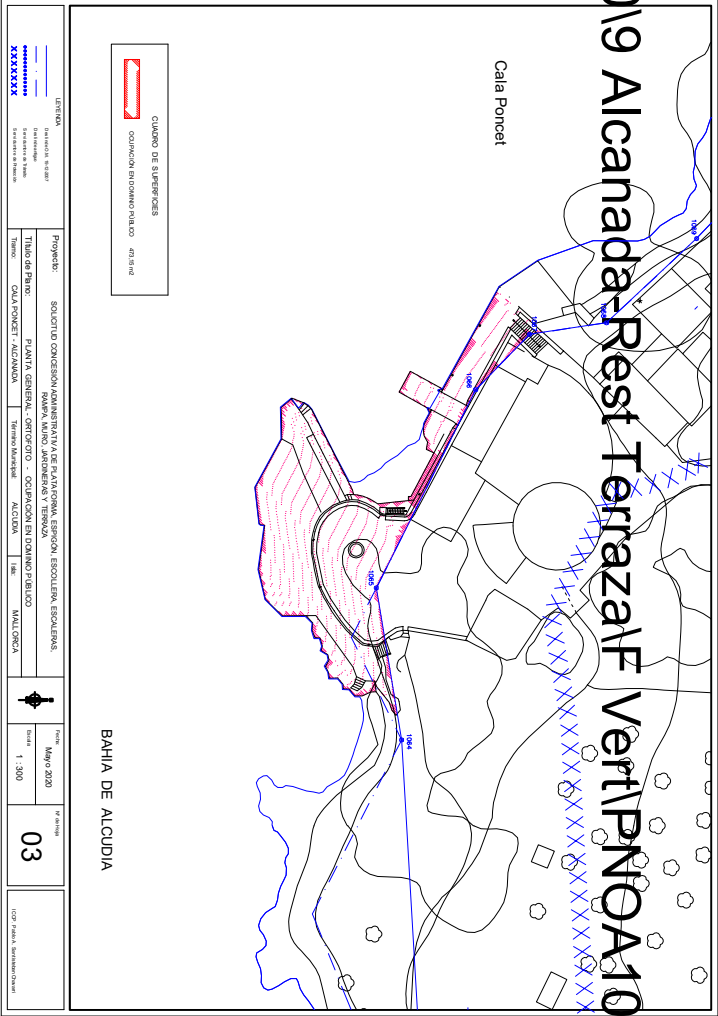 0\9 Alcanada-Rest Terraza\F Vert\PNOA10
Cala Poncet
BAHIA DE ALCUDIA
1069
1068
1067
1066
1065
1064
CUADRO DE SUPERFICIES
OCUPACIÓN EN DOMINIO PÚBLICO 473,15 m2
LEYENDA
Servidumbre de Tránsito
Servidumbre de Protección
Proyecto:
SOLICITUD CONCESIÓN ADMINISTRATIVA DE PLATAFORMA, ESPIGÓN, ESCOLLERA, ESCALERAS,
RAMPA, MURO, JARDINERAS Y TERRAZA
Título de Plano:
PLANTA GENERAL - ORTOFOTO - OCUPACIÓN EN DOMINIO PÚBLICO
Tramo: CALA PONCET - ALCANADA
Término Municipal: ALCUDIA
Isla: MALLORCA
Fecha:
Mayo 2020
Escala
1 : 300
Nº de Hoja
03